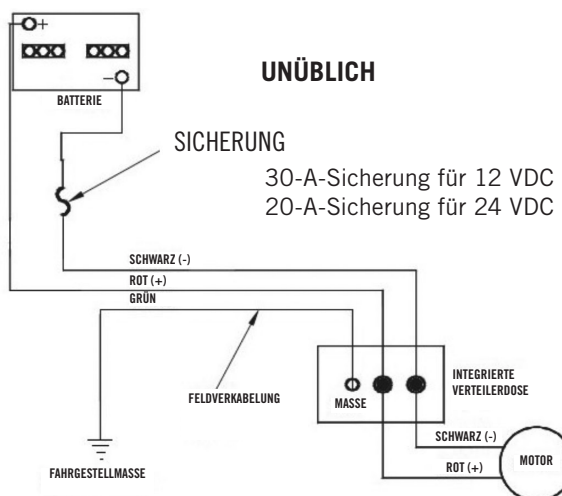 +
−
BATTERIE
UNÜBLICH
SICHERUNG
30-A-Sicherung für 12 VDC
20-A-Sicherung für 24 VDC
SCHWARZ (-)
ROT (+)
GRÜN
FELDVERKABELUNG
MASSE
INTEGRIERTE
VERTEILERDOSE
FAHRGESTELLMASSE
SCHWARZ (-)
ROT (+)
MOTOR